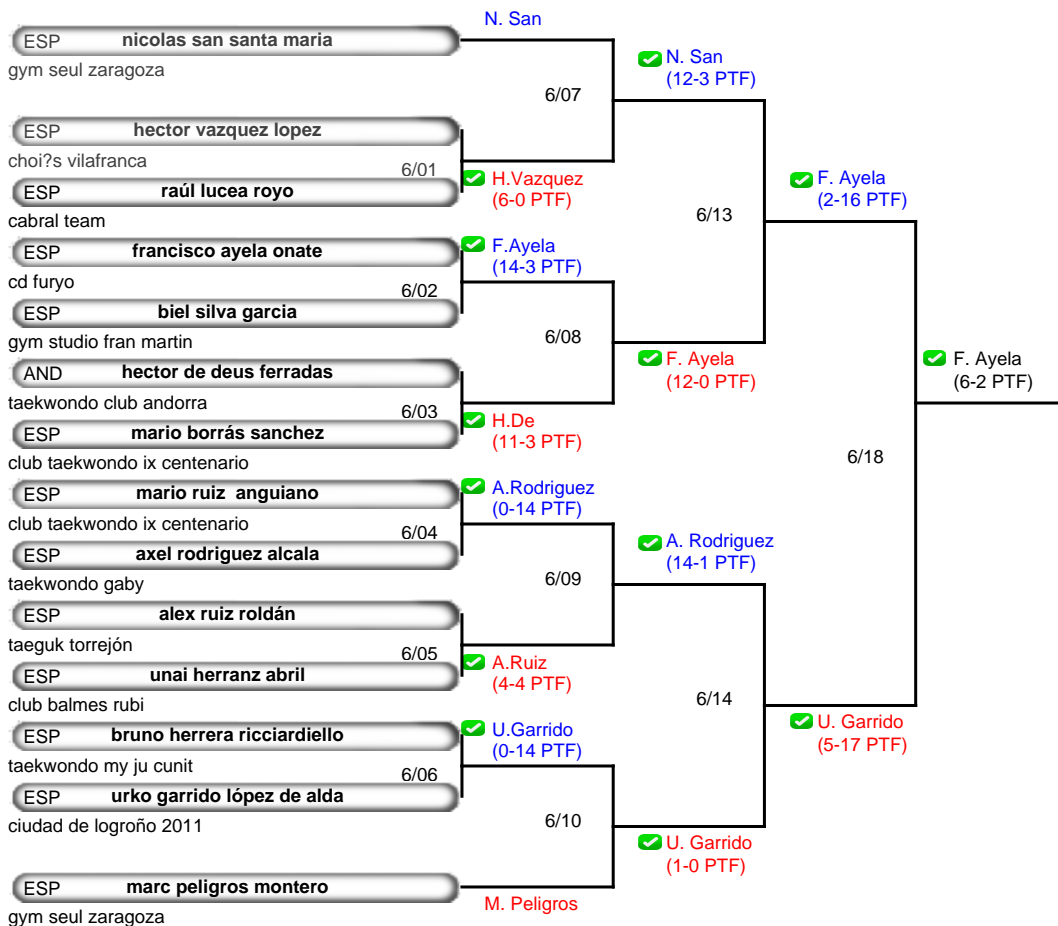 N. San
ESP nicolas san santa maria
gym seul zaragoza
N. San
(12-3 PTF)
6/07
ESP hector vazquez lopez
choi?s vilafranca
6/01
H.Vazquez
(6-0 PTF)
ESP raúl lucea royo
cabral team
F. Ayela
(2-16 PTF)
6/13
ESP francisco ayela onate
cd furyo
F.Ayela
(14-3 PTF)
6/02
ESP biel silva garcia
gym studio fran martin
6/08
F. Ayela
(12-0 PTF)
AND hector de deus ferradas
taekwondo club andorra
6/03
H.De
(11-3 PTF)
ESP mario borrás sanchez
club taekwondo ix centenario
F. Ayela
(6-2 PTF)
6/18
ESP mario ruiz anguiano
club taekwondo ix centenario
A.Rodriguez
(0-14 PTF)
6/04
ESP axel rodriguez alcala
taekwondo gaby
A. Rodriguez
(14-1 PTF)
6/09
ESP alex ruiz roldán
taeguk torrejón
6/05
A.Ruiz
(4-4 PTF)
ESP unai herranz abril
club balmes rubi
6/14
U. Garrido
(5-17 PTF)
ESP bruno herrera ricciardiello
taekwondo my ju cunit
U.Garrido
(0-14 PTF)
6/06
ESP urko garrido lópez de alda
ciudad de logroño 2011
6/10
U. Garrido
(1-0 PTF)
ESP marc peligros montero
gym seul zaragoza
M. Peligros